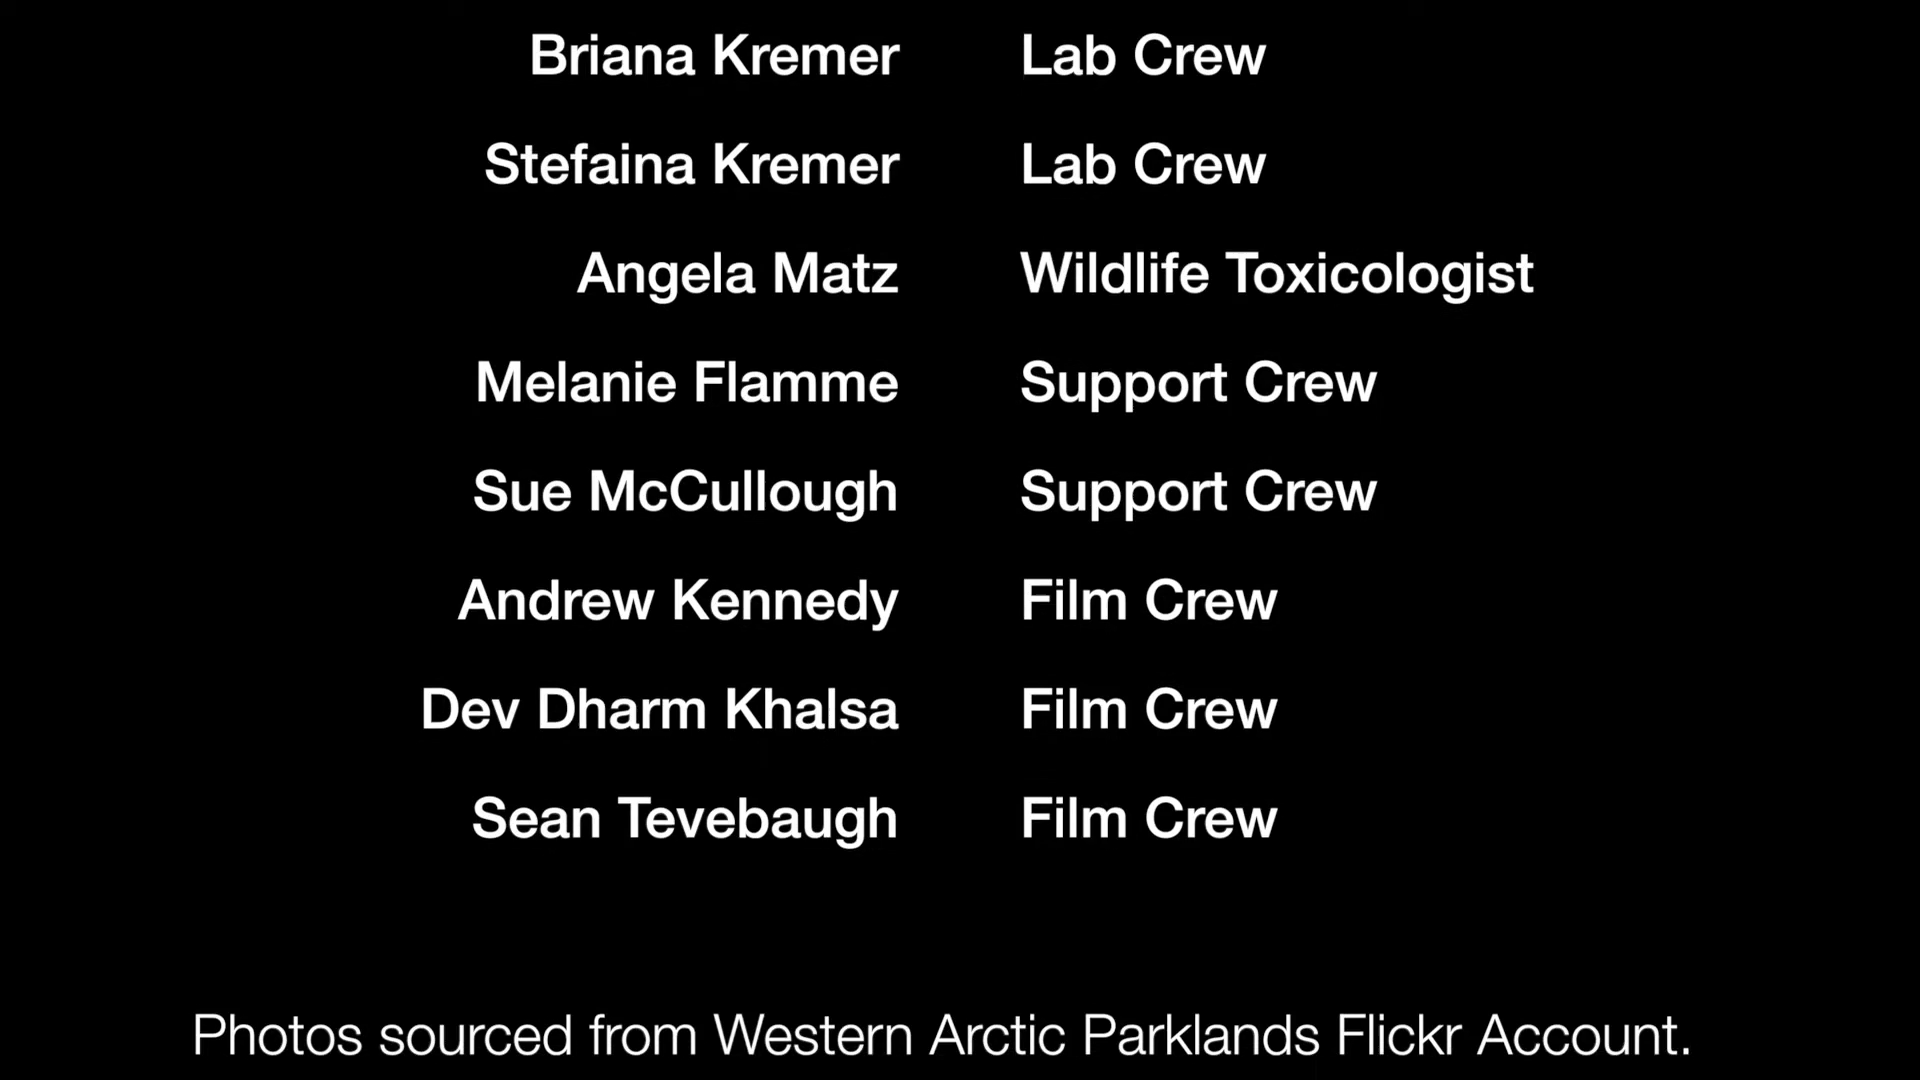 Briana Kremer Lab Crew
Stefaina Kremer Lab Crew
Angela Matz Wildlife Toxicologist
Melanie Flamme Support Crew
Sue McCullough Support Crew
Andrew Kennedy Film Crew
Dev Dharm Khalsa Film Crew
Sean Tevebaugh Film Crew
Photos sourced from Western Arctic Parklands Flickr Account.